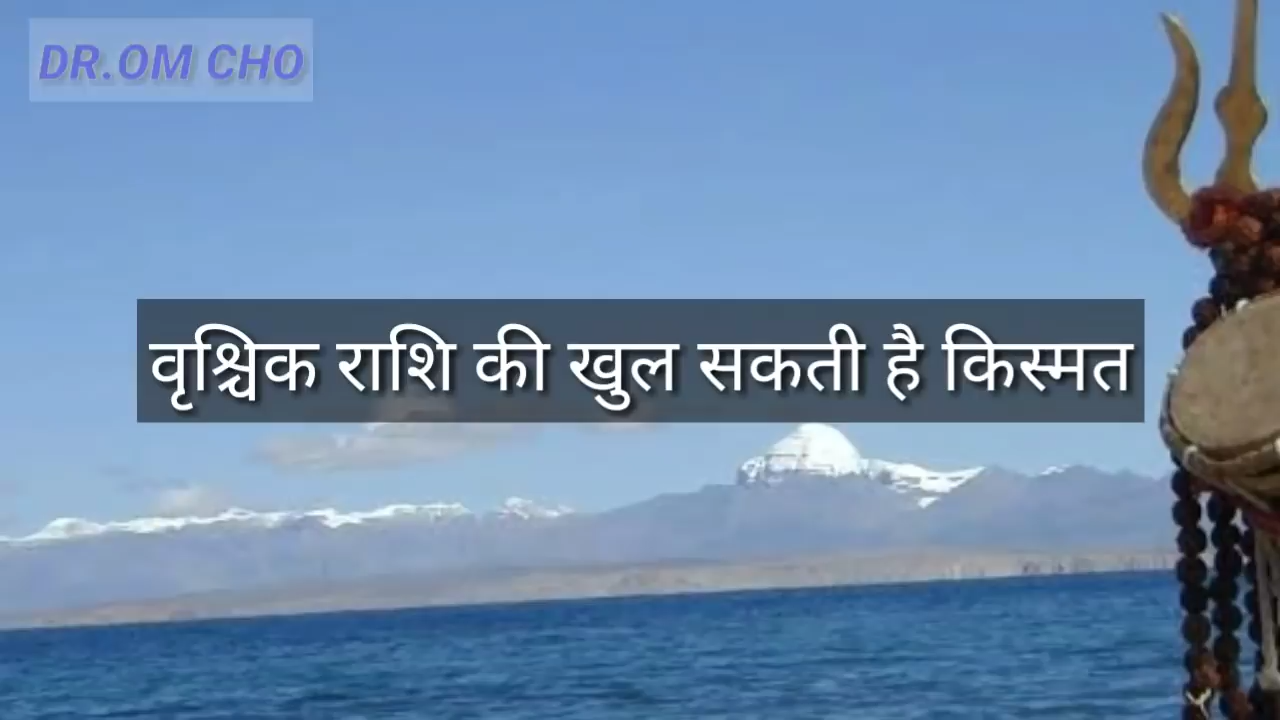 DR.OM CHO
वृश्चिक राशि की खुल सकती है किस्मत